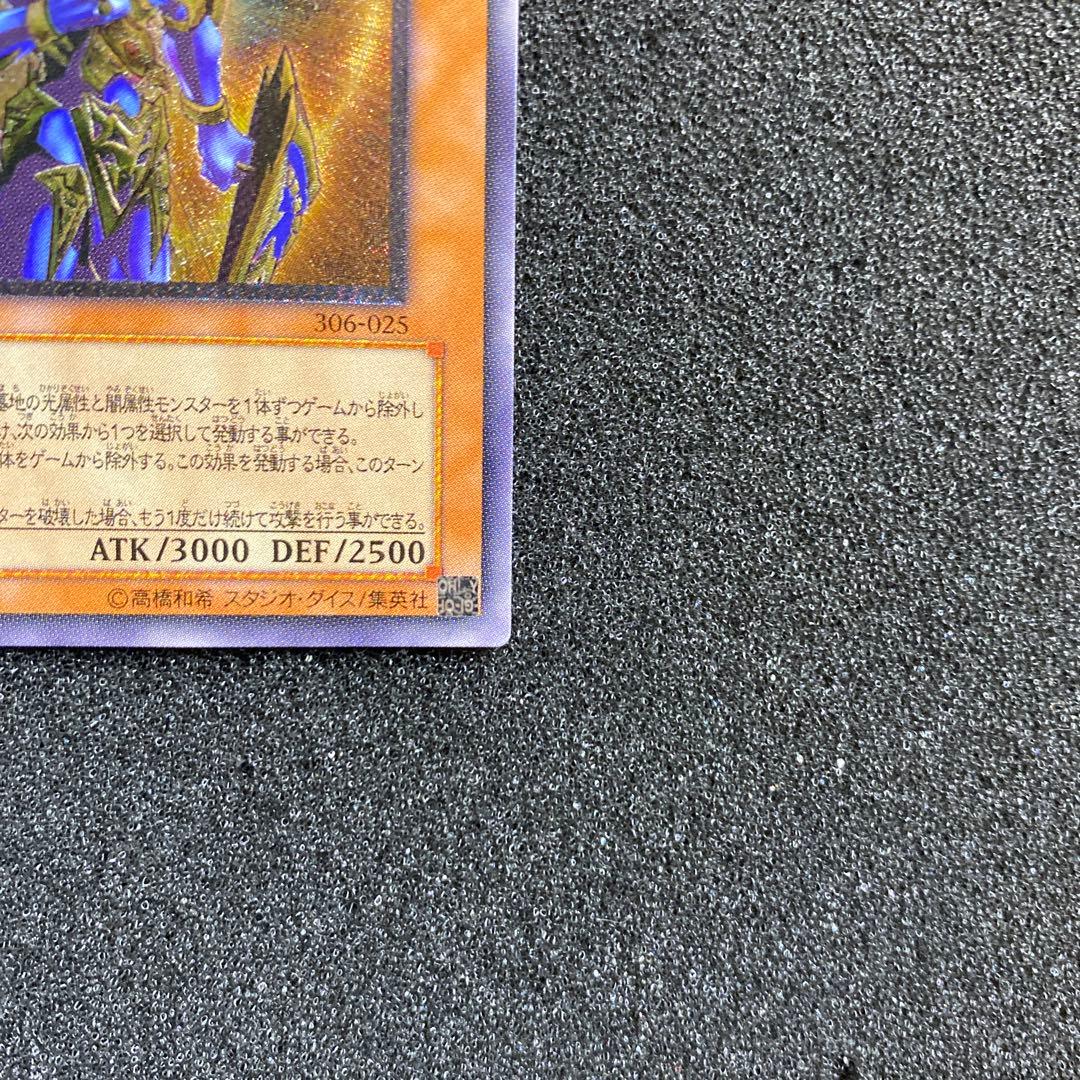 306-025
墓地の光属性と闇属性モンスターを1体ずつゲームから除外し
け、次の効果から1つを選択して発動する事ができる。
体をゲームから除外する。この効果を発動する場合、このターン
ターを破壊した場合、もう1度だけ続けて攻撃を行う事ができる。
ATK/3000 DEF/2500
©高橋和希 スタジオ・ダイス/集英社